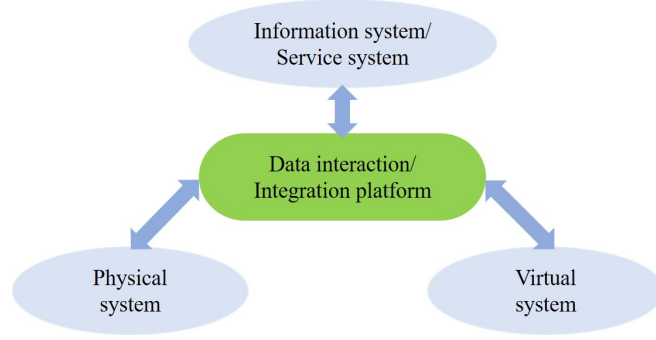 Information system/
Service system
Data interaction/
Integration platform
Physical
system
Virtual
system